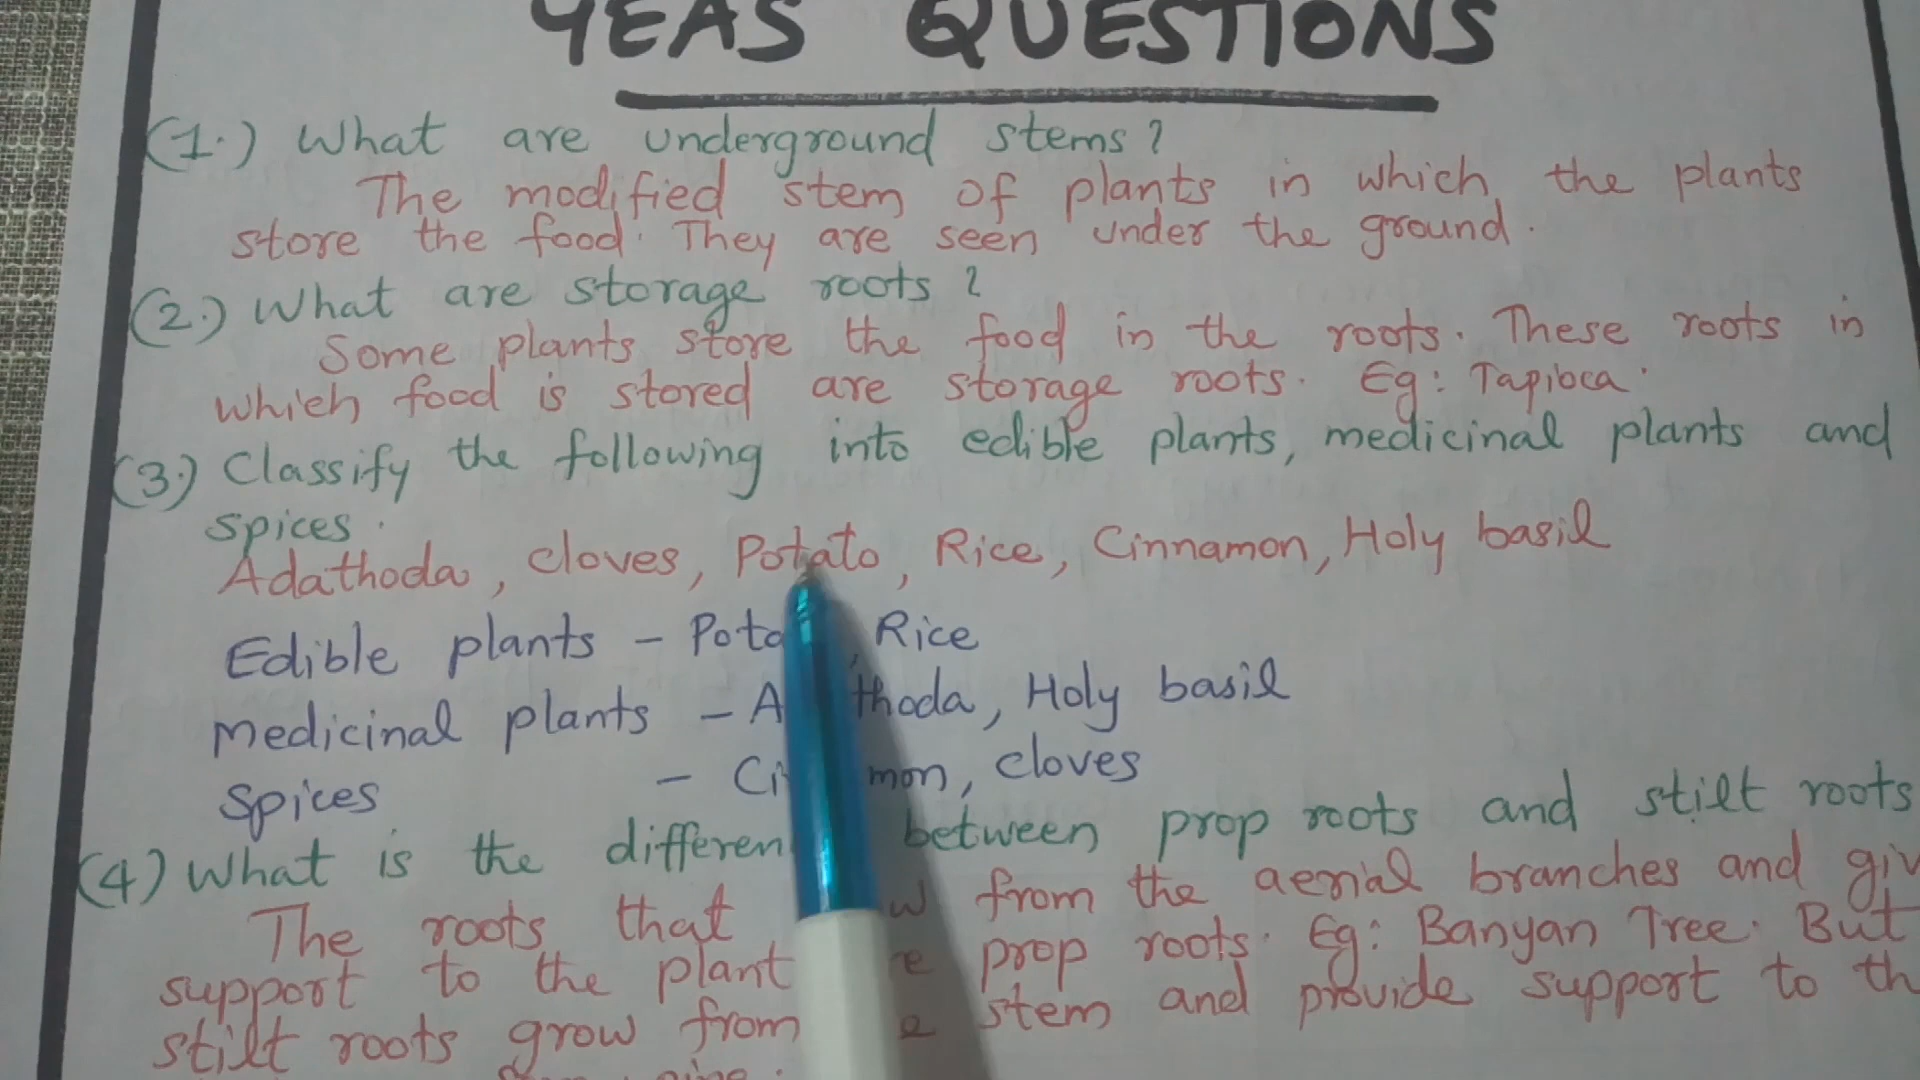 YEAS QUESTIONS
(1.) What are underground stems?
The modified stem of plants in which the plants
store the food. They are seen under the ground.
(2.) What are storage roots?
Some plants store the food in the roots. These roots in
which food is stored are storage roots. Eg: Tapioca.
(3.) Classify the following into edible plants, medicinal plants and
spices.
Adathoda, cloves, Potato, Rice, Cinnamon, Holy basil
Edible plants - Rice
Medicinal plants - Holy basil
Spices - cloves
(4) What is the between prop roots and stilt roots
The roots that from the aerial branches and
support to the plant prop roots. Eg: Banyan Tree. But
stilt roots grow from stem and provide support to